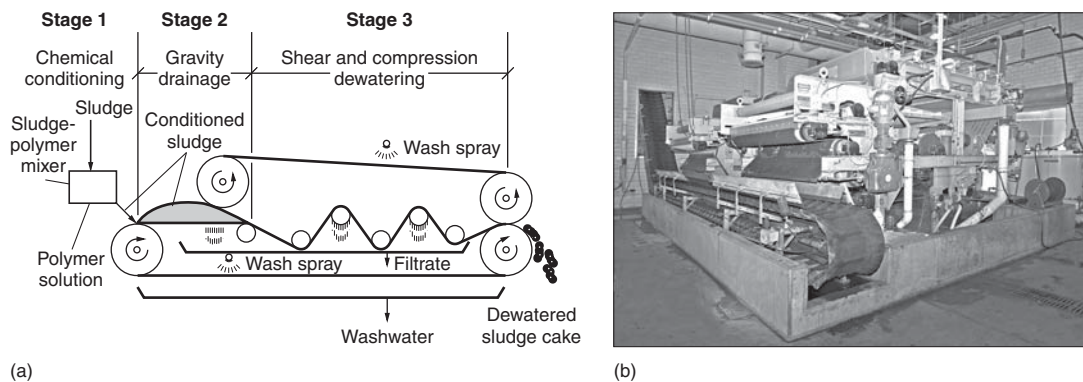 Stage 1 Stage 2 Stage 3
Chemical
conditioning
Gravity
drainage
Shear and compression
dewatering
Sludge
Sludge-
polymer
mixer
Conditioned
sludge
Wash spray
Polymer
solution
Wash spray
Filtrate
Washwater
Dewatered
sludge cake
(a)
(b)